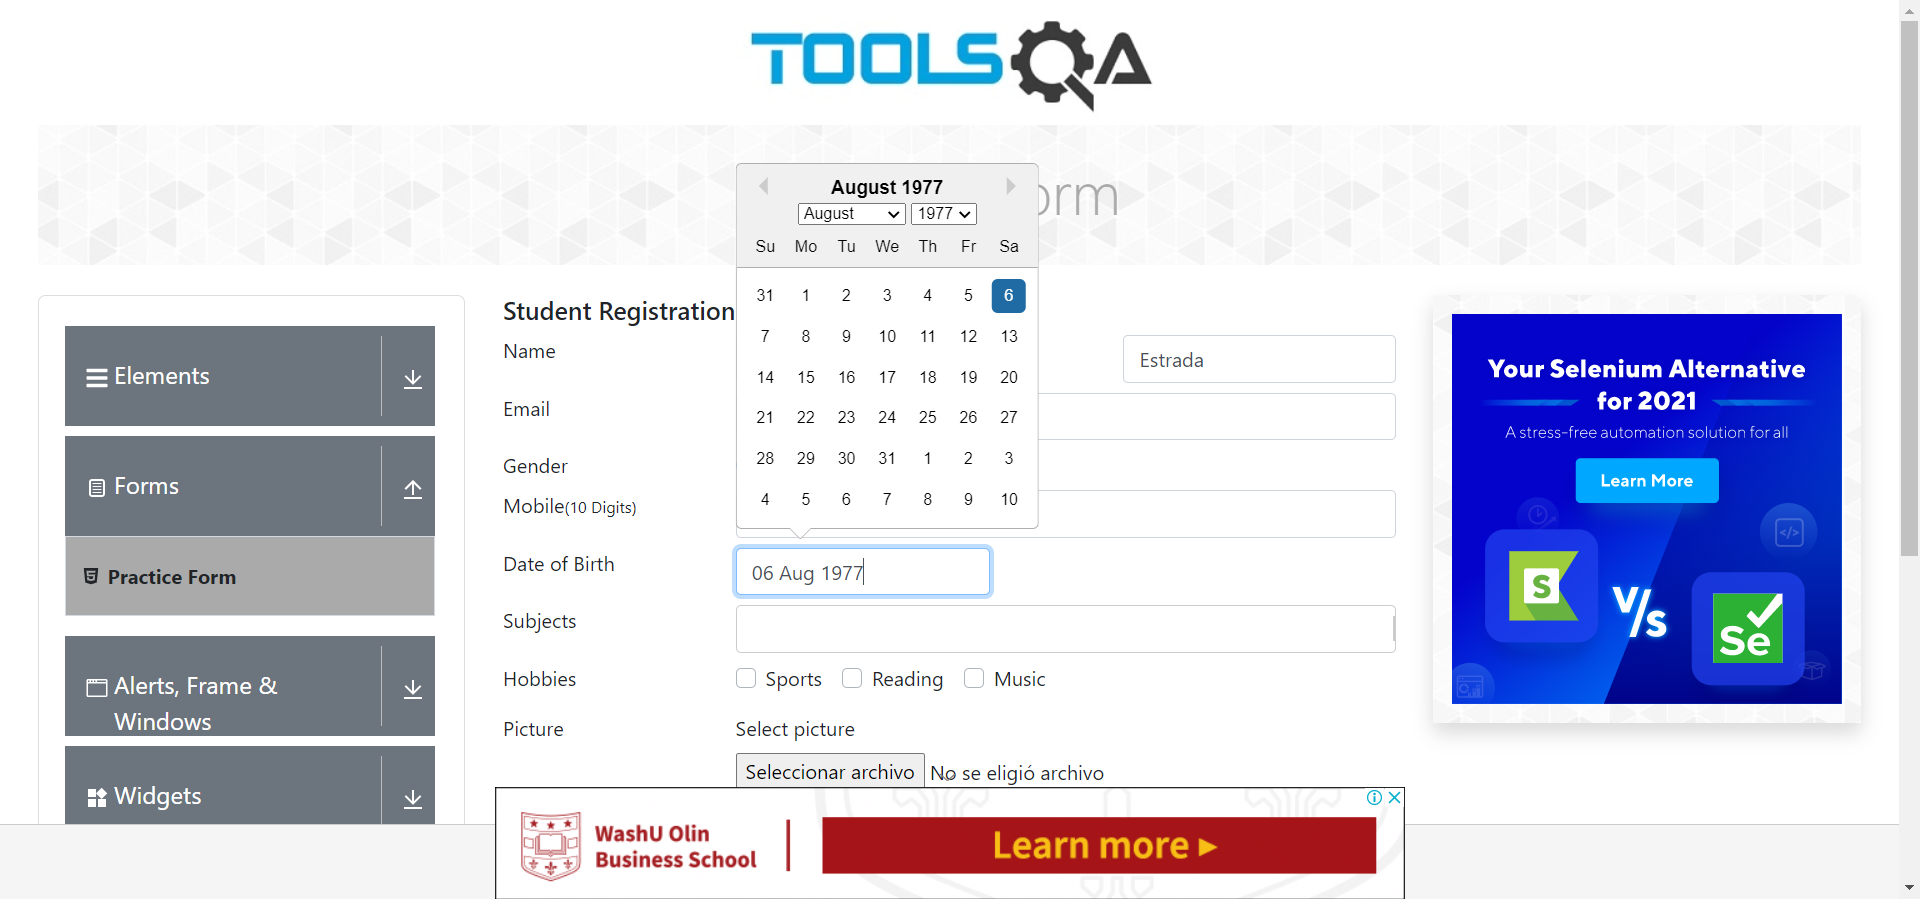 TOOLSQA
orm
August 1977
August 1977
Su Mo Tu We Th Fr Sa
31 1 2 3 4 5 6
7 8 9 10 11 12 13
14 15 16 17 18 19 20
21 22 23 24 25 26 27
28 29 30 31 1 2 3
4 5 6 7 8 9 10
Elements
Forms
Practice Form
Alerts, Frame &
Windows
Widgets
Student Registration
Name
Estrada
Email
Gender
Mobile(10 Digits)
Date of Birth
06 Aug 1977
Subjects
Hobbies
Sports Reading Music
Picture
Select picture
Seleccionar archivo No se eligió archivo
Your Selenium Alternative
for 2021
A stress-free automation solution for all
Learn More
S
V/s
Se
WashU Olin
Business School
Learn more